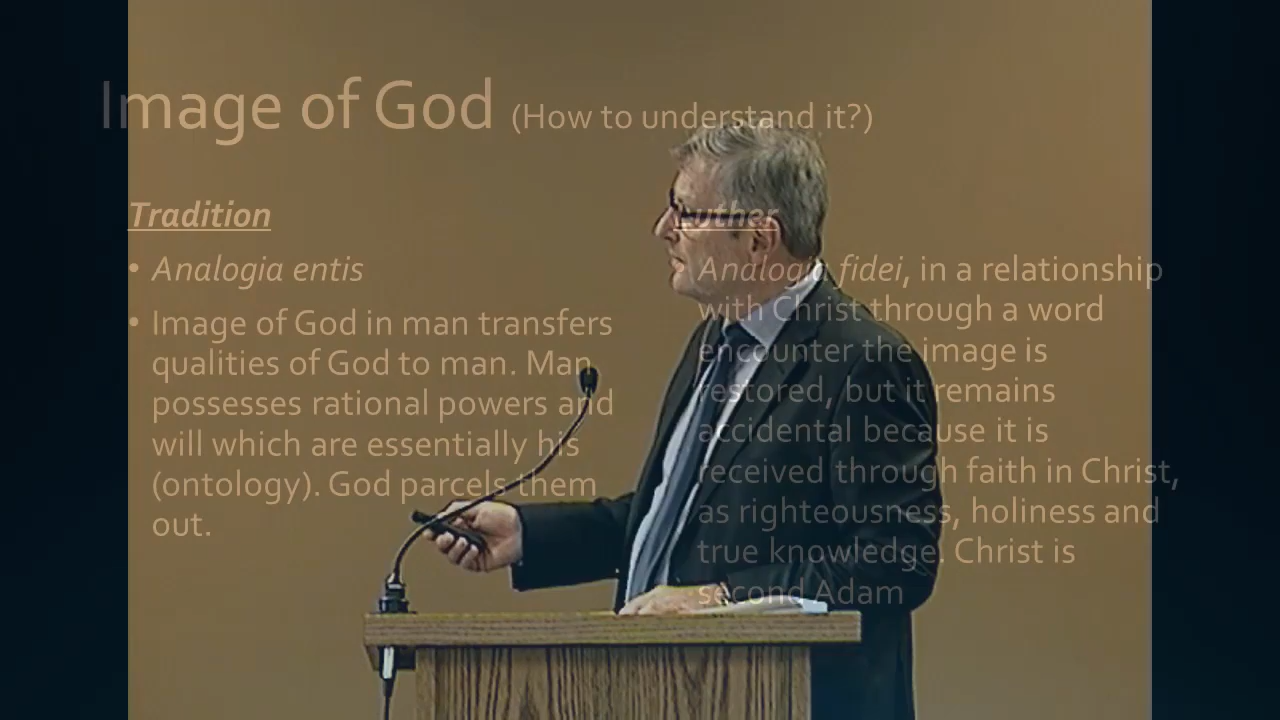 Image of God (How to understand it?)
Tradition
• Analogia entis
• Image of God in man transfers
qualities of God to man. Man
possesses rational powers and
will which are essentially his
(ontology). God parcels them
out.
Luther
Analogia fidei, in a relationship
with Christ through a word
encounter the image is
restored, but it remains
accidental because it is
received through faith in Christ,
as righteousness, holiness and
true knowledge. Christ is
second Adam